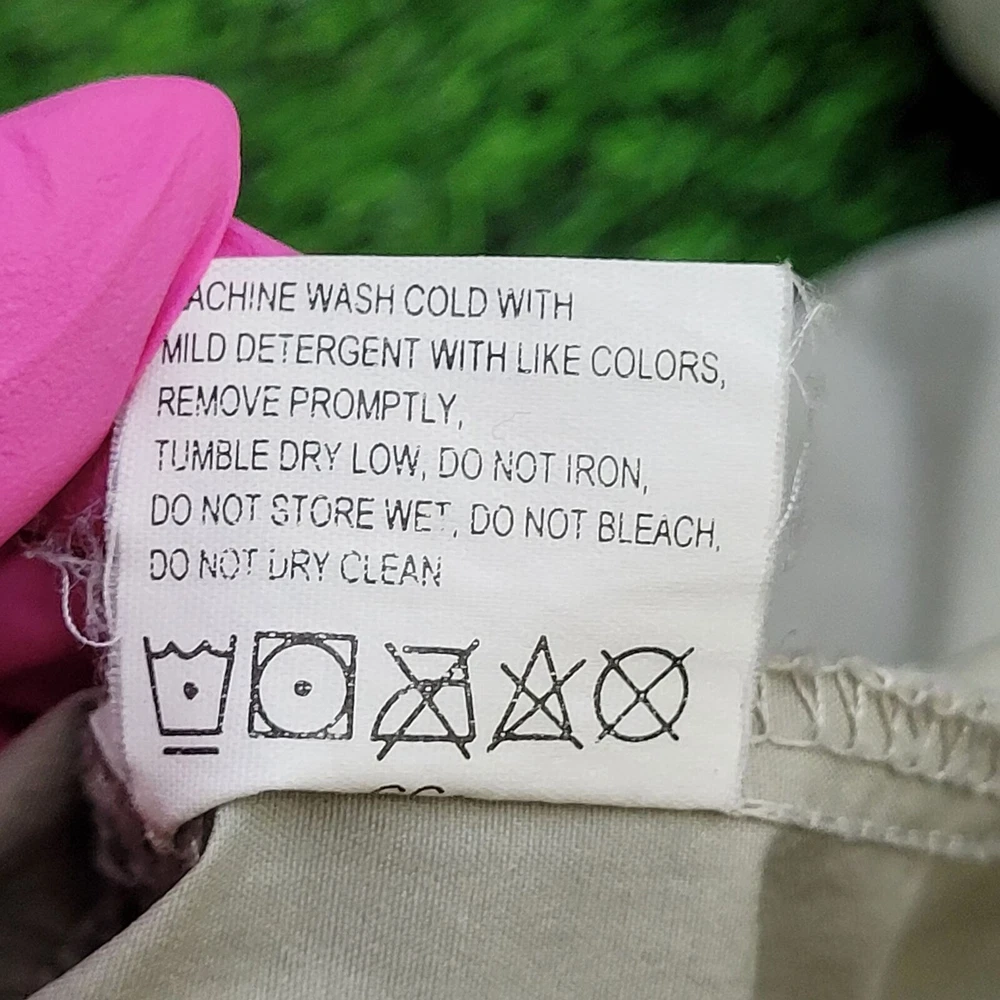 MACHINE WASH COLD WITH
MILD DETERGENT WITH LIKE COLORS,
REMOVE PROMPTLY,
TUMBLE DRY LOW, DO NOT IRON,
DO NOT STORE WET, DO NOT BLEACH,
DO NOT DRY CLEAN